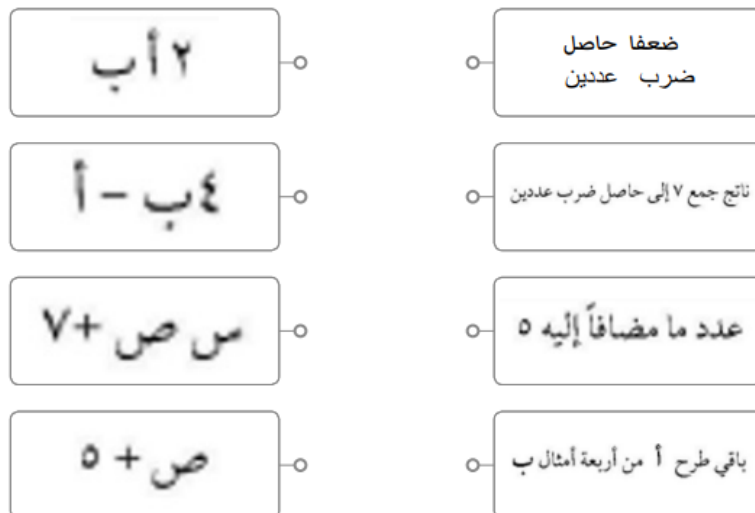 ضعفا حاصل
ضرب عددين
٢ أ ب
ناتج جمع ٧ إلى حاصل ضرب عددين
٤ب – أ
عدد ما مضافاً إليه ٥
س ص +٧
باقي طرح أ من أربعة أمثال ب
ص + ٥